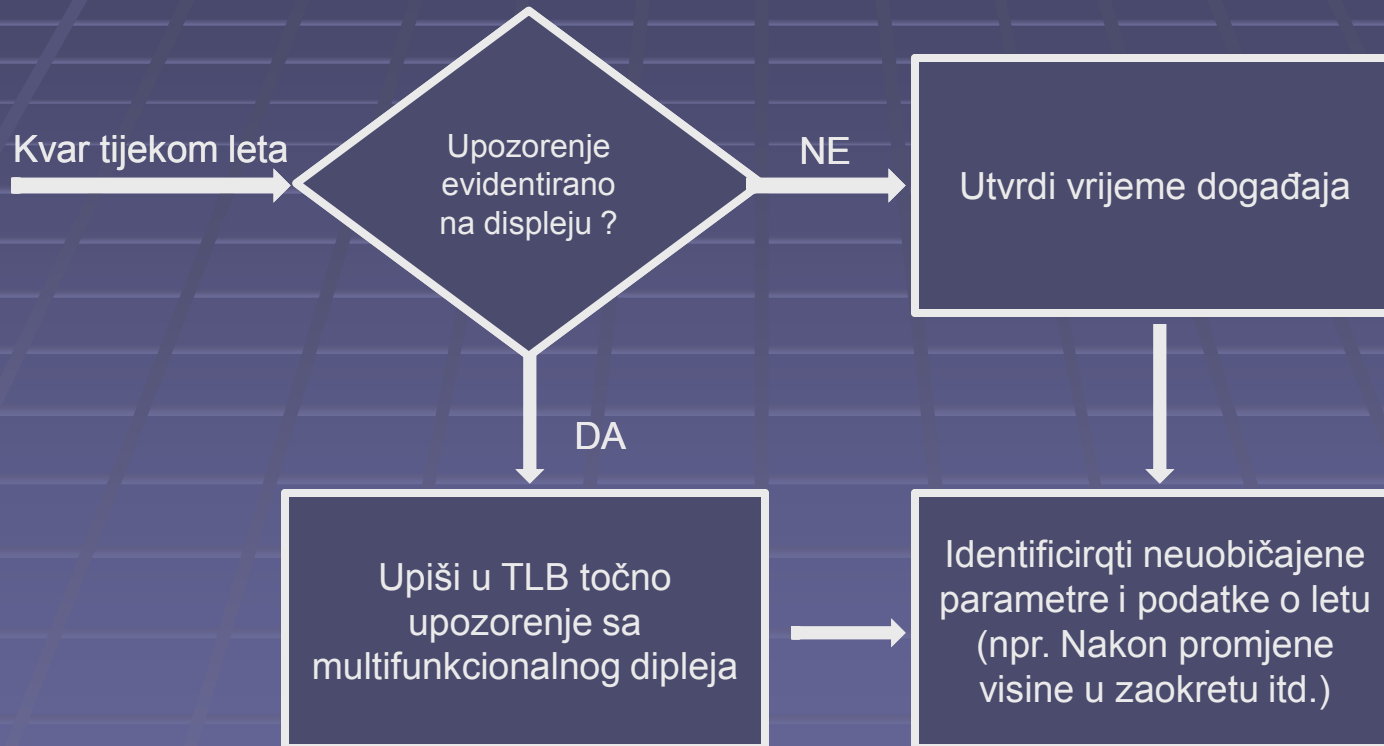 Kvar tijekom leta
Upozorenje
evidentirano
na displeju ?
NE
Utvrdi vrijeme događaja
DA
Upiši u TLB točno
upozorenje sa
multifunkcionalnog dipleja
Identificirqti neuobičajene
parametre i podatke o letu
(npr. Nakon promjene
visine u zaokretu itd.)